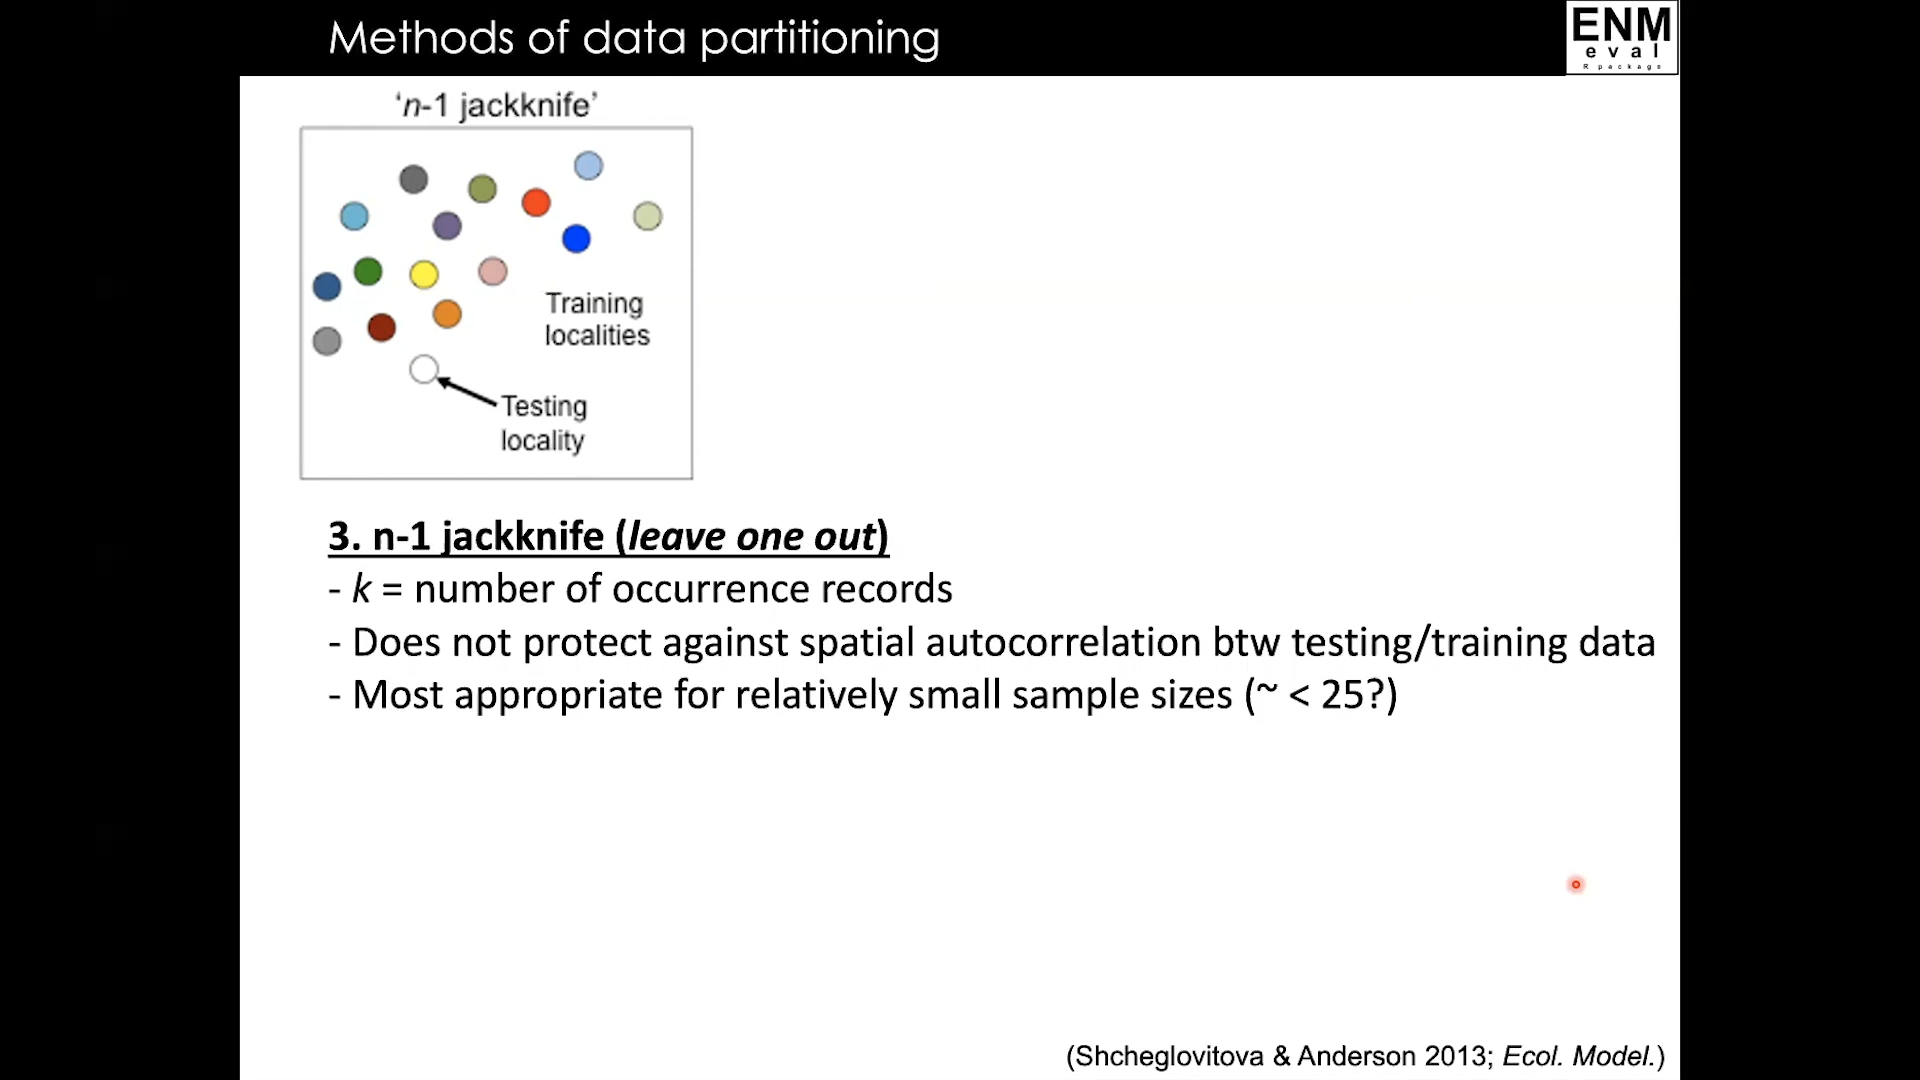 Methods of data partitioning
ENM
eval
R package
‘n-1 jackknife’
Training
localities
Testing
locality
3. n-1 jackknife (leave one out)
- k = number of occurrence records
- Does not protect against spatial autocorrelation btw testing/training data
- Most appropriate for relatively small sample sizes (~ < 25?)
(Shcheglovitova & Anderson 2013; Ecol. Model.)